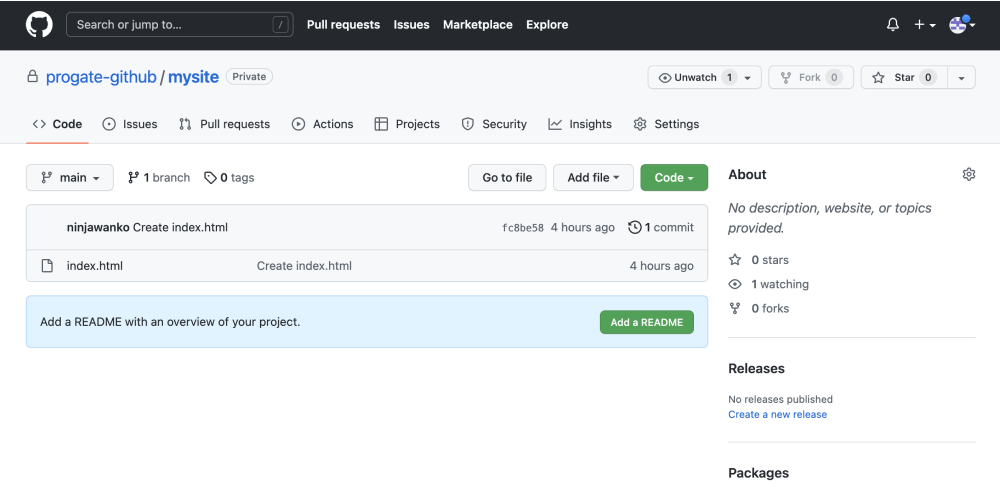 Search or jump to... / Pull requests Issues Marketplace Explore
progate-github / mysite Private Unwatch 1 Fork 0 Star 0
<> Code Issues Pull requests Actions Projects Security Insights Settings
main 1 branch 0 tags Go to file Add file Code
ninjawanko Create index.html fc8be58 4 hours ago 1 commit
index.html Create index.html 4 hours ago
Add a README with an overview of your project. Add a README
About
No description, website, or topics
provided.
0 stars
1 watching
0 forks
Releases
No releases published
Create a new release
Packages